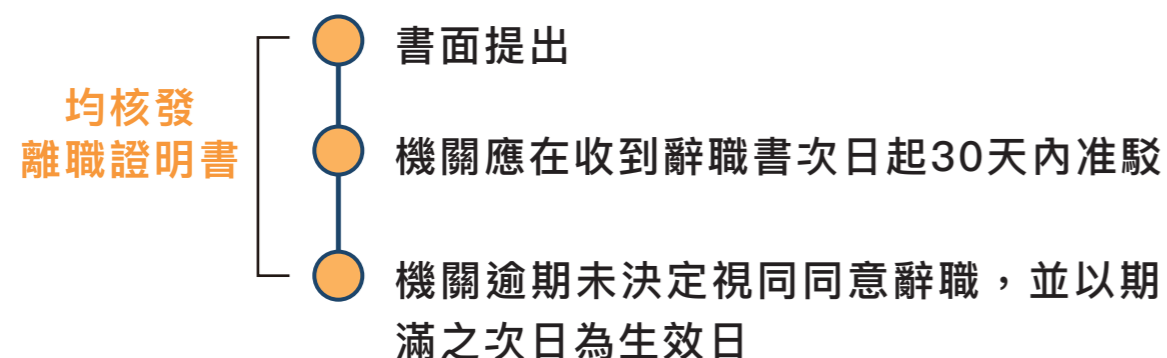 書面提出
均核發
離職證明書
機關應在收到辭職書次日起30天內准駁
機關逾期未決定視同同意辭職，並以期
滿之次日為生效日